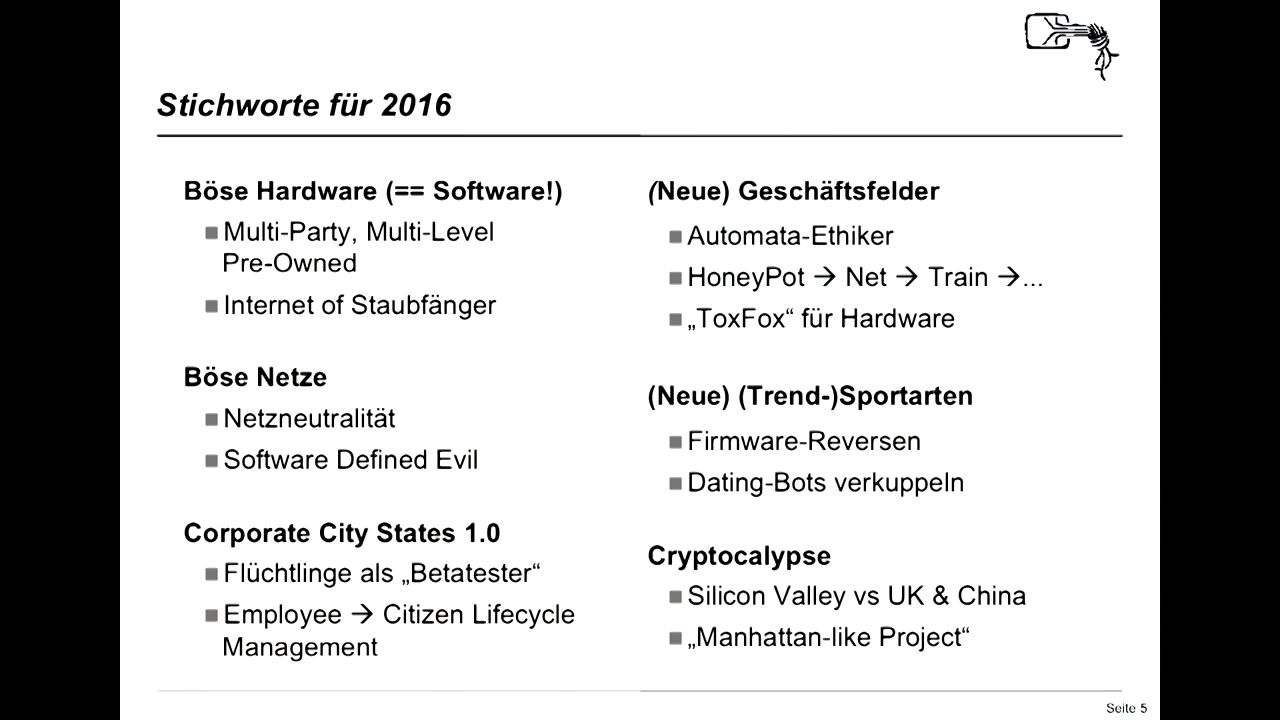 Stichworte für 2016
Böse Hardware (== Software!)
Multi-Party, Multi-Level
Pre-Owned
Internet of Staubfänger
Böse Netze
Netzneutralität
Software Defined Evil
Corporate City States 1.0
Flüchtlinge als „Betatester“
Employee → Citizen Lifecycle
Management
(Neue) Geschäftsfelder
Automata-Ethiker
HoneyPot → Net → Train →...
„ToxFox“ für Hardware
(Neue) (Trend-)Sportarten
Firmware-Reversen
Dating-Bots verkuppeln
Cryptocalypse
Silicon Valley vs UK & China
„Manhattan-like Project“
Seite 5